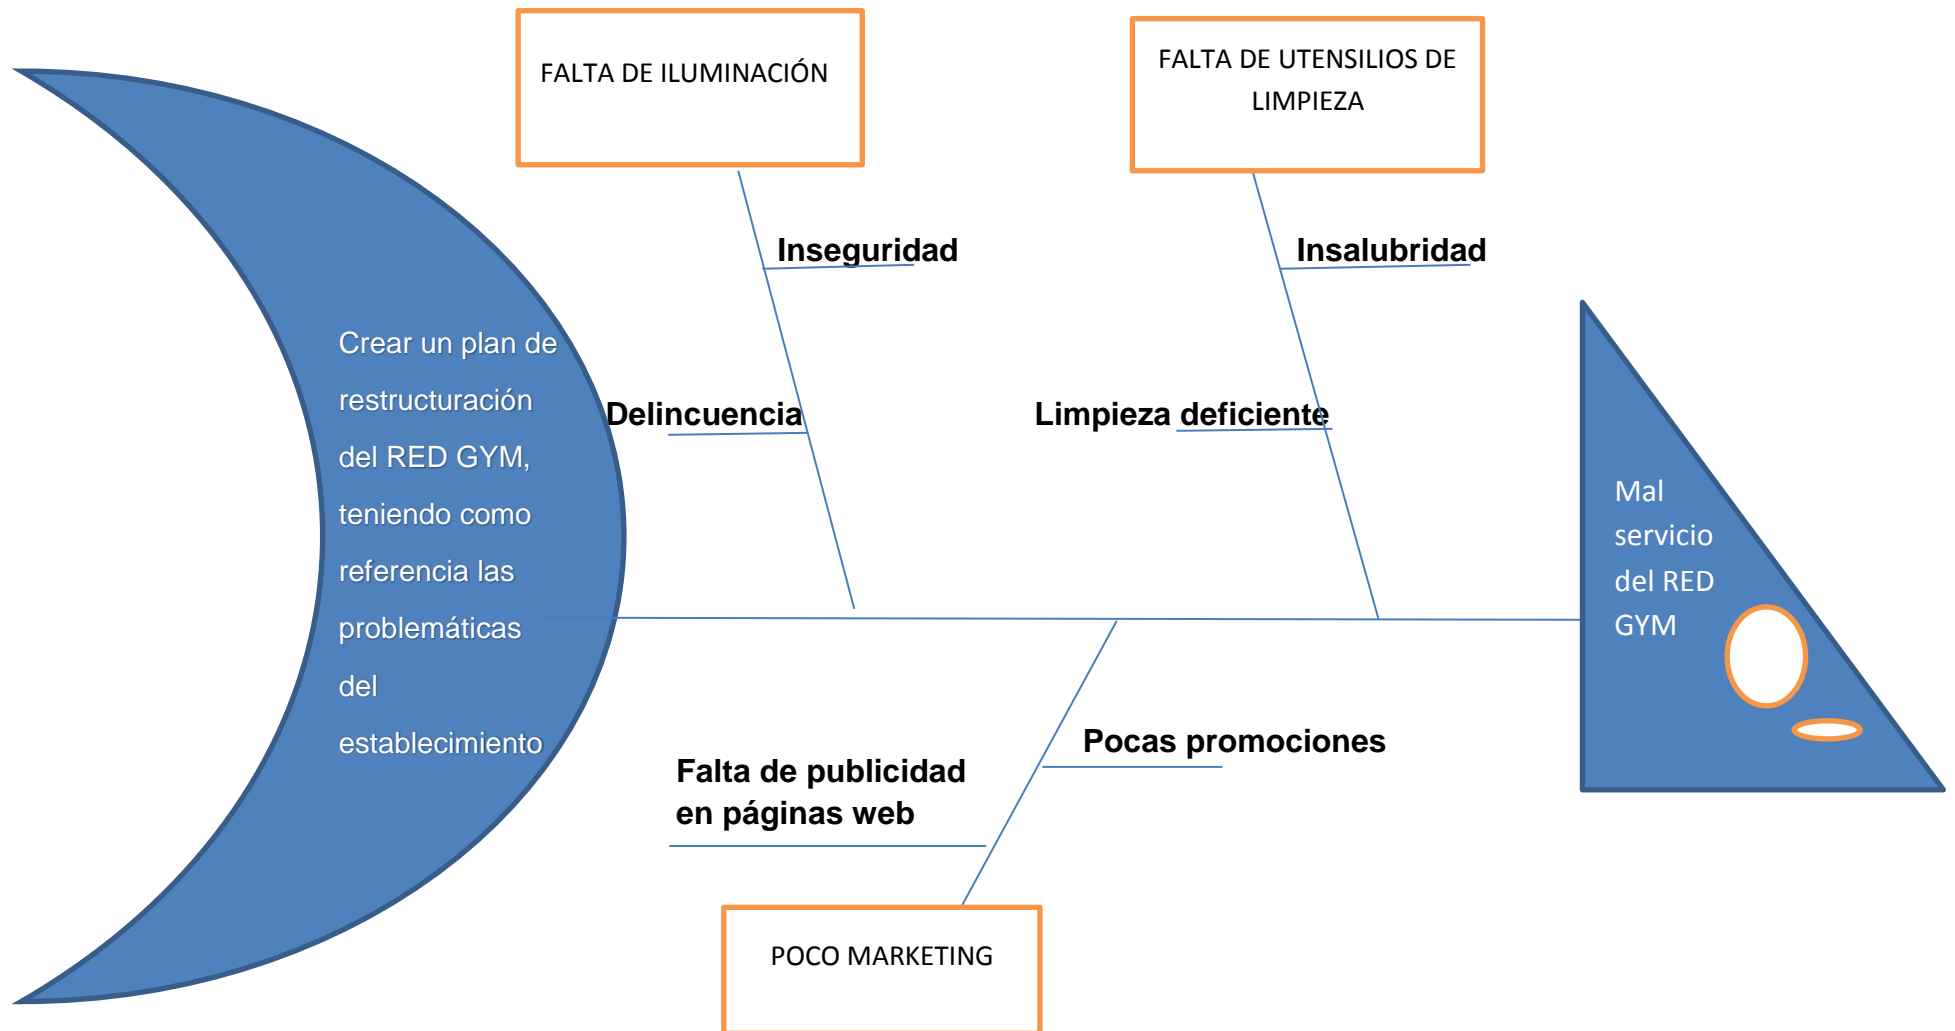 FALTA DE ILUMINACIÓN
FALTA DE UTENSILIOS DE
LIMPIEZA
Inseguridad
Insalubridad
Delincuencia
Limpieza deficiente
Crear un plan de
restructuración
del RED GYM,
teniendo como
referencia las
problemáticas
del
establecimiento
Mal
servicio
del RED
GYM
Falta de publicidad
en páginas web
Pocas promociones
POCO MARKETING